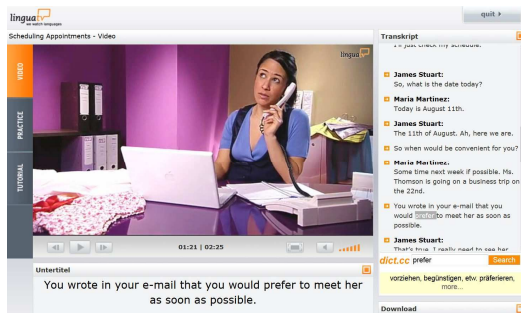 linguatv
we watch languages
quit
Scheduling Appointments - Video
Transkript
I'll just check my schedule.
James Stuart:
So, what is the date today?
Maria Martinez:
Today is August 11th.
James Stuart:
The 11th of August. Ah, here we are.
So when would be convenient for you?
Maria Martinez:
Some time next week if possible. Ms.
Thomson is going on a business trip on
the 22nd.
You wrote in your e-mail that you
would prefer to meet her as soon as
possible.
James Stuart:
That's true. I really need to see her
dict.cc prefer Search
vorziehen, begünstigen, etw. präferieren,
more...
Download
VIDEO
PRACTICE
TUTORIAL
lingua
01:21 | 02:25
Untertitel
You wrote in your e-mail that you would prefer to meet her
as soon as possible.